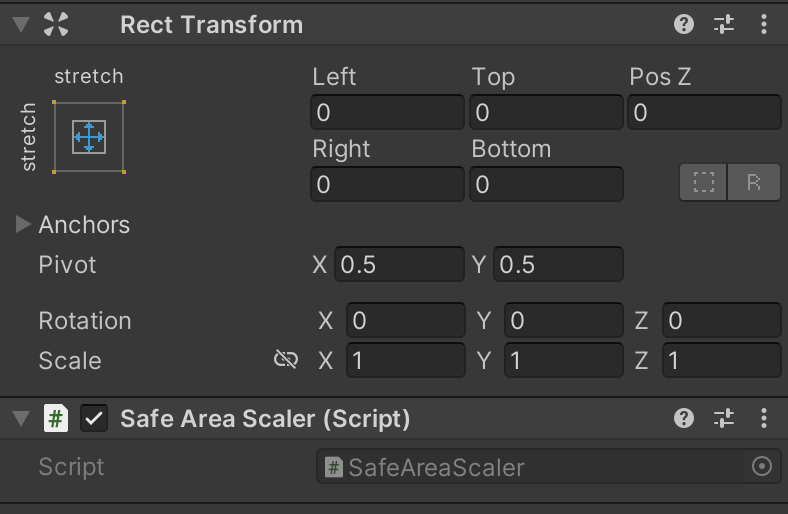 Rect Transform
stretch
stretch
Left Top Pos Z
0 0 0
Right Bottom
0 0
R
Anchors
Pivot X 0.5 Y 0.5
Rotation X 0 Y 0 Z 0
Scale X 1 Y 1 Z 1
# Safe Area Scaler (Script)
Script # SafeAreaScaler